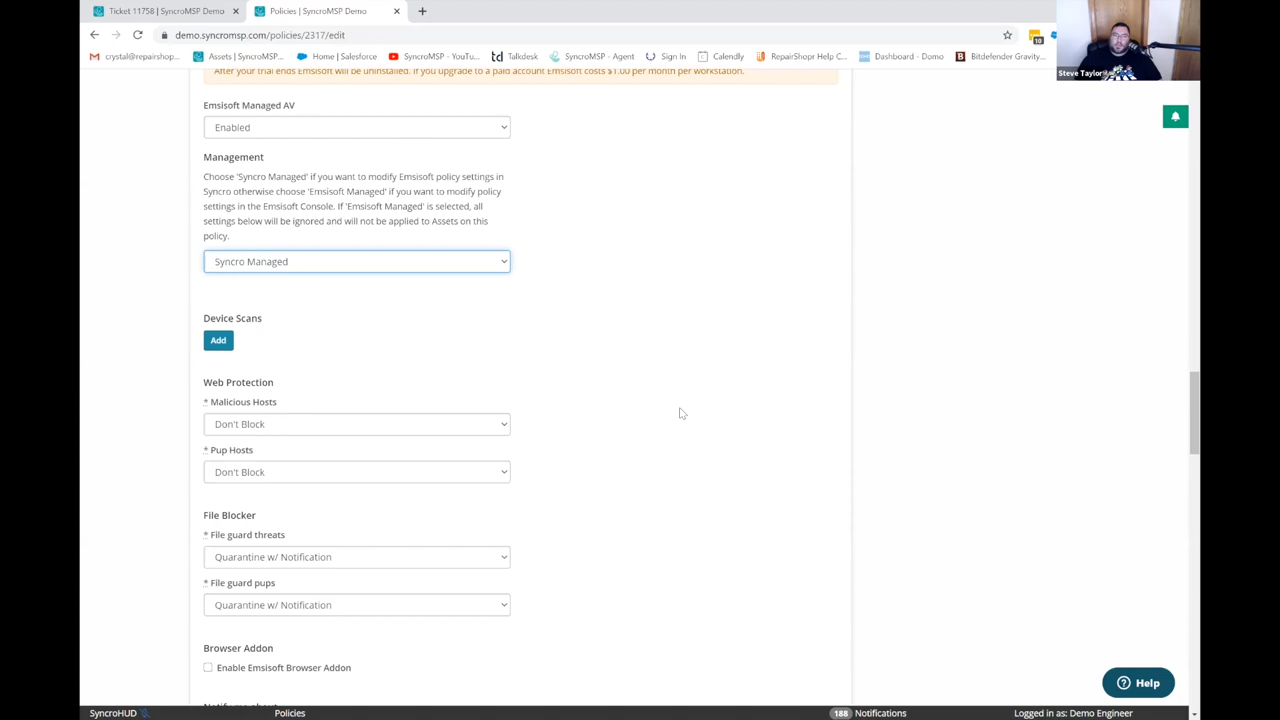 Ticket 11758 | SyncroMSP Demo
Policies | SyncroMSP Demo
demo.syncromsp.com/policies/2317/edit
10
crystal@repairshop...
Assets | SyncroMSP...
Home | Salesforce
SyncroMSP - YouTu...
Talkdesk
SyncroMSP - Agent
Sign In
Calendly
RepairShopr Help C...
Dashboard - Domo
Bitdefender Gravity...
Steve Taylor
After your trial ends Emsisoft will be uninstalled. If you upgrade to a paid account Emsisoft costs $1.00 per month per workstation.
Emsisoft Managed AV
Enabled
Management
Choose 'Syncro Managed' if you want to modify Emsisoft policy settings in
Syncro otherwise choose 'Emsisoft Managed' if you want to modify policy
settings in the Emsisoft Console. If 'Emsisoft Managed' is selected, all
settings below will be ignored and will not be applied to Assets on this
policy.
Syncro Managed
Device Scans
Add
Web Protection
* Malicious Hosts
Don't Block
* Pup Hosts
Don't Block
File Blocker
* File guard threats
Quarantine w/ Notification
* File guard pups
Quarantine w/ Notification
Browser Addon
Enable Emsisoft Browser Addon
Help
SyncroHUD
Policies
188 Notifications
Logged in as: Demo Engineer